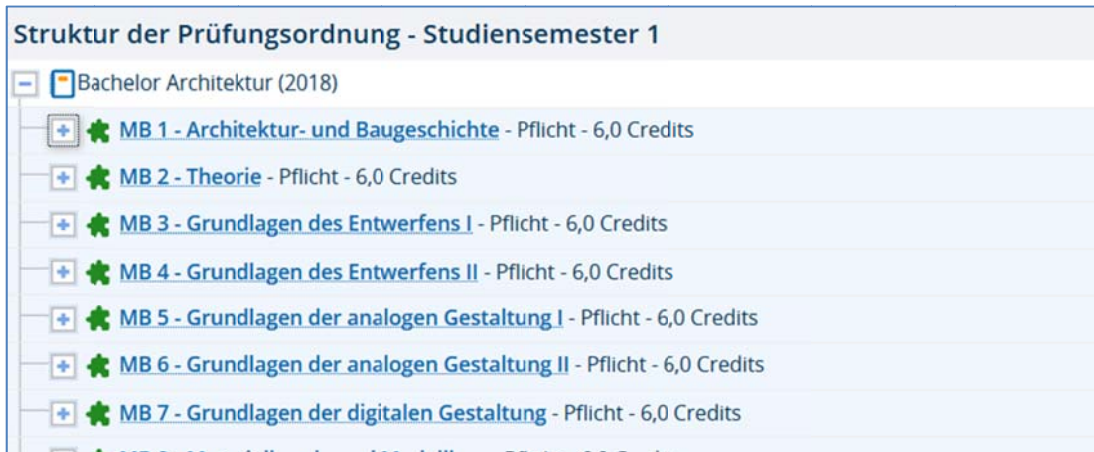 Struktur der Prüfungsordnung - Studiensemester 1
Bachelor Architektur (2018)
MB 1 - Architektur- und Baugeschichte - Pflicht - 6,0 Credits
MB 2 - Theorie - Pflicht - 6,0 Credits
MB 3 - Grundlagen des Entwerfens I - Pflicht - 6,0 Credits
MB 4 - Grundlagen des Entwerfens II - Pflicht - 6,0 Credits
MB 5 - Grundlagen der analogen Gestaltung I - Pflicht - 6,0 Credits
MB 6 - Grundlagen der analogen Gestaltung II - Pflicht - 6,0 Credits
MB 7 - Grundlagen der digitalen Gestaltung - Pflicht - 6,0 Credits